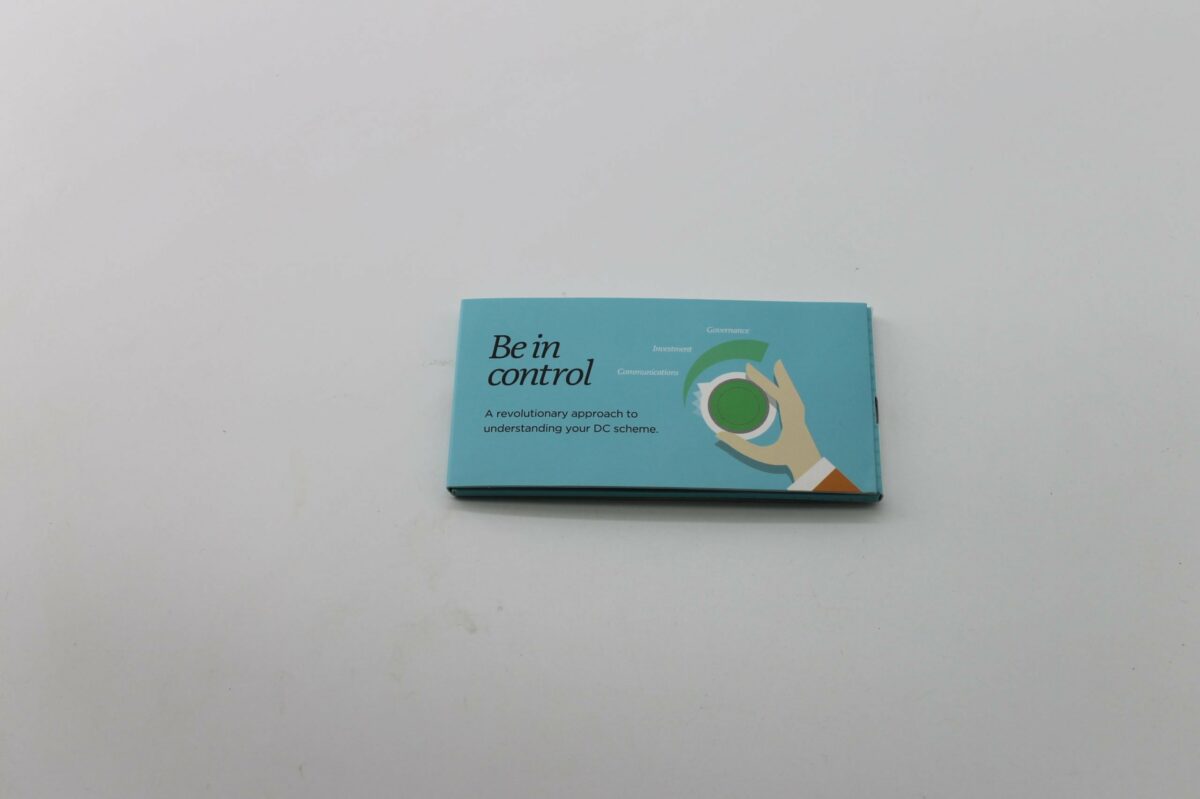 Be in
control
A revolutionary approach to
understanding your DC scheme.
Governance
Investment
Communications